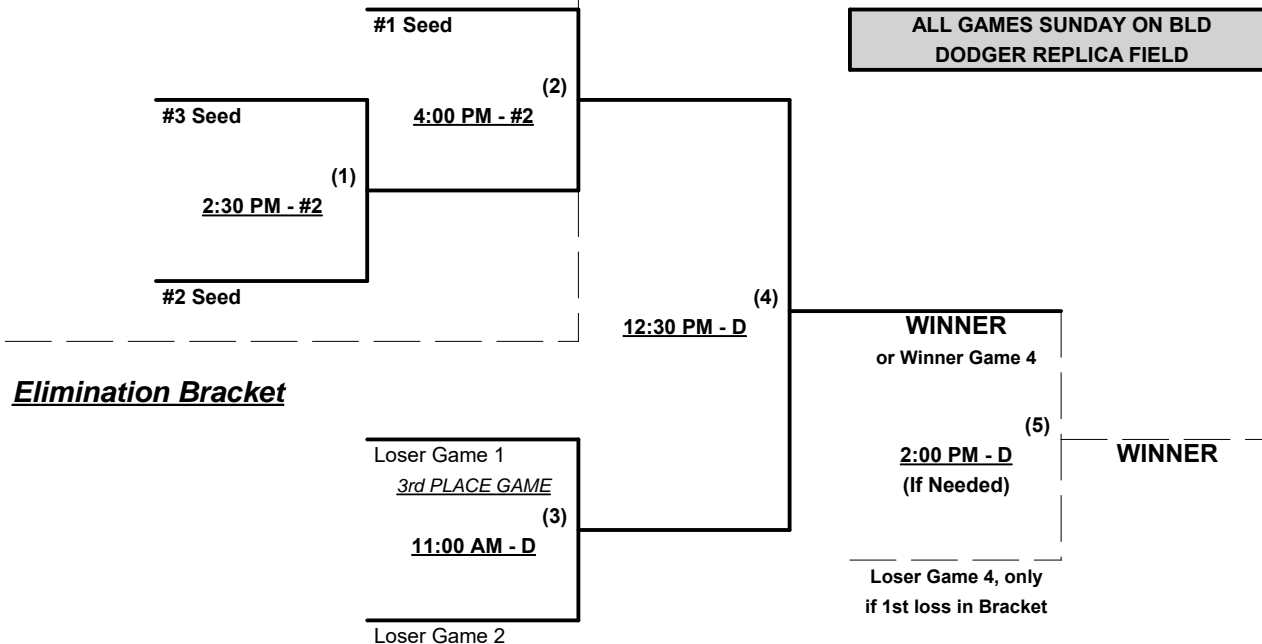 #1 Seed
ALL GAMES SUNDAY ON BLD
DODGER REPLICA FIELD
(2)
4:00 PM - #2
#3 Seed
(1)
2:30 PM - #2
#2 Seed
(4)
12:30 PM - D
WINNER
or Winner Game 4
Elimination Bracket
(5)
2:00 PM - D
(If Needed)
WINNER
Loser Game 1
3rd PLACE GAME
(3)
11:00 AM - D
Loser Game 4, only
if 1st loss in Bracket
Loser Game 2